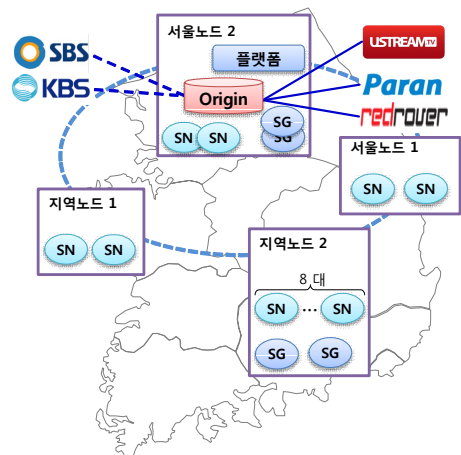 서울노드 2
플랫폼
SBS
KBS
Origin
USTREAM TV
Paran
redrover
SG
SG
SN SN
서울노드 1
SN SN
지역노드 1
SN SN
지역노드 2
8 대
SN ... SN
SG SG